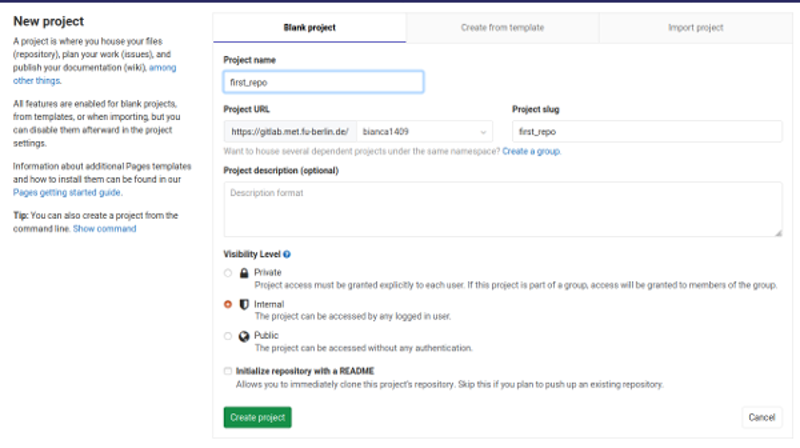 New project
A project is where you house your files
(repository), plan your work (issues), and
publish your documentation (wiki), among
other things.
All features are enabled for blank projects,
from templates, or when importing, but you
can disable them afterward in the project
settings.
Information about additional Pages templates
and how to install them can be found in our
Pages getting started guide.
Tip: You can also create a project from the
command line. Show command
Blank project
Create from template
Import project
Project name
first_repo
Project URL
Project slug
https://gitlab.met.fu-berlin.de/
bianca1409
first_repo
Want to house several dependent projects under the same namespace? Create a group.
Project description (optional)
Description format
Visibility Level
Private
Project access must be granted explicitly to each user. If this project is part of a group, access will be granted to members of the group.
Internal
The project can be accessed by any logged in user.
Public
The project can be accessed without any authentication.
Initialize repository with a README
Allows you to immediately clone this project's repository. Skip this if you plan to push up an existing repository.
Create project
Cancel